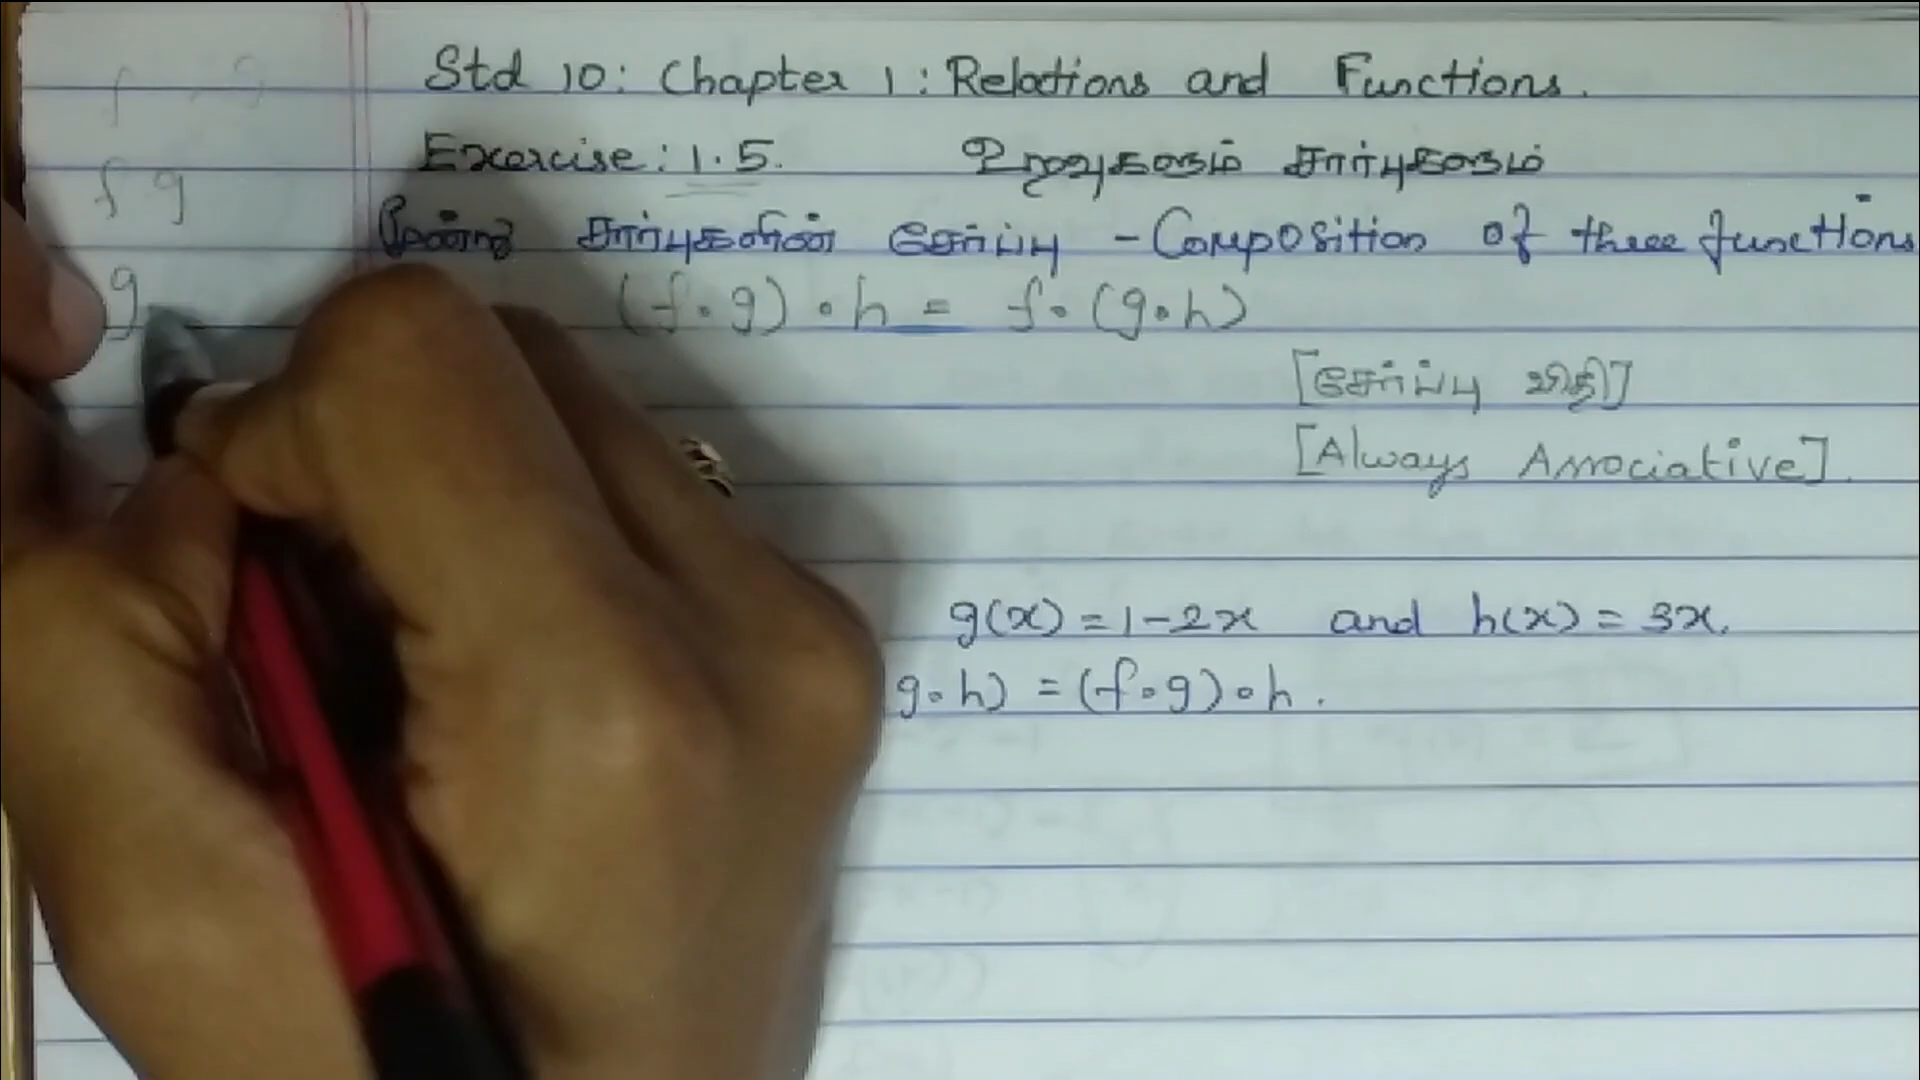 Std 10: Chapter 1: Relations and Functions.
Exercise: 1.5. உறவுகளும் சார்புகளும்
f g
மூன்று சார்புகளின் சேர்ப்பு - Composition of three functions
g
(f∘g)∘h = f∘(g∘h)
[சேர்ப்பு விதி]
[Always Associative].
g(x) = 1-2x and h(x) = 3x.
g∘h) = (f∘g)∘h.